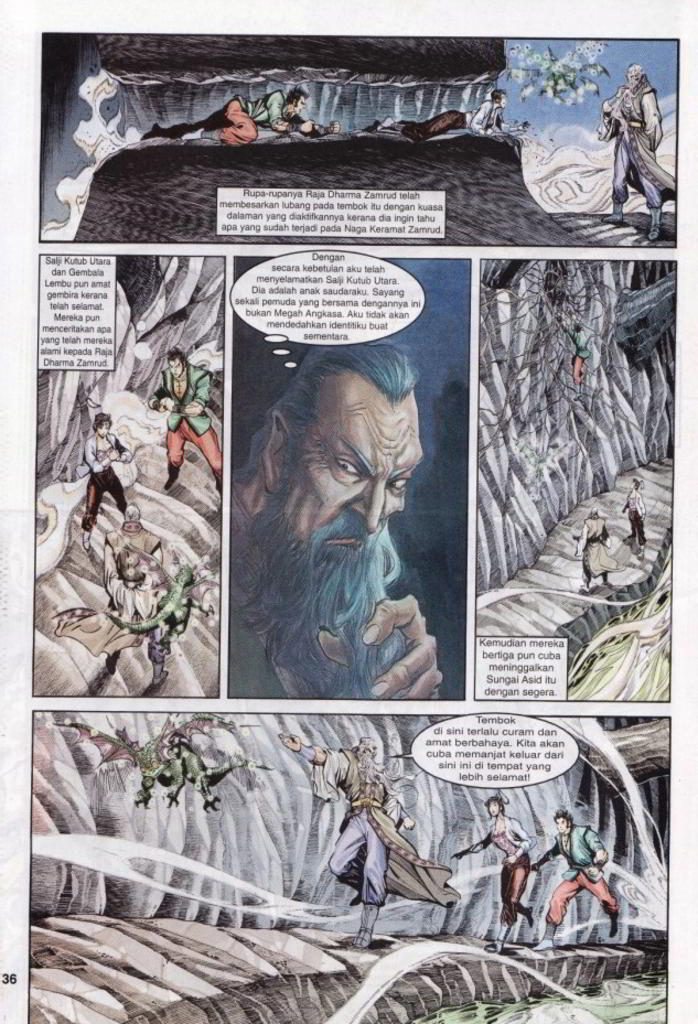 Rupa-rupanya Raja Dharma Zamrud telah
membesarkan lubang pada tembok itu dengan kuasa
dalaman yang diaktifkannya kerana dia ingin tahu
apa yang sudah terjadi pada Naga Keramat Zamrud.
Salji Kutub Utara
dan Gembala
Lembu pun amat
gembira kerana
telah selamat.
Mereka pun
menceritakan apa
yang telah mereka
alami kepada Raja
Dharma Zamrud.
Dengan
secara kebetulan aku telah
menyelamatkan Salji Kutub Utara.
Dia adalah anak saudaraku. Sayang
sekali pemuda yang bersama dengannya ini
bukan Megah Angkasa. Aku tidak akan
mendedahkan identitiku buat
sementara.
Kemudian mereka
bertiga pun cuba
meninggalkan
Sungai Asid itu
dengan segera.
Tembok
di sini terlalu curam dan
amat berbahaya. Kita akan
cuba memanjat keluar dari
sini ini di tempat yang
lebih selamat!
36